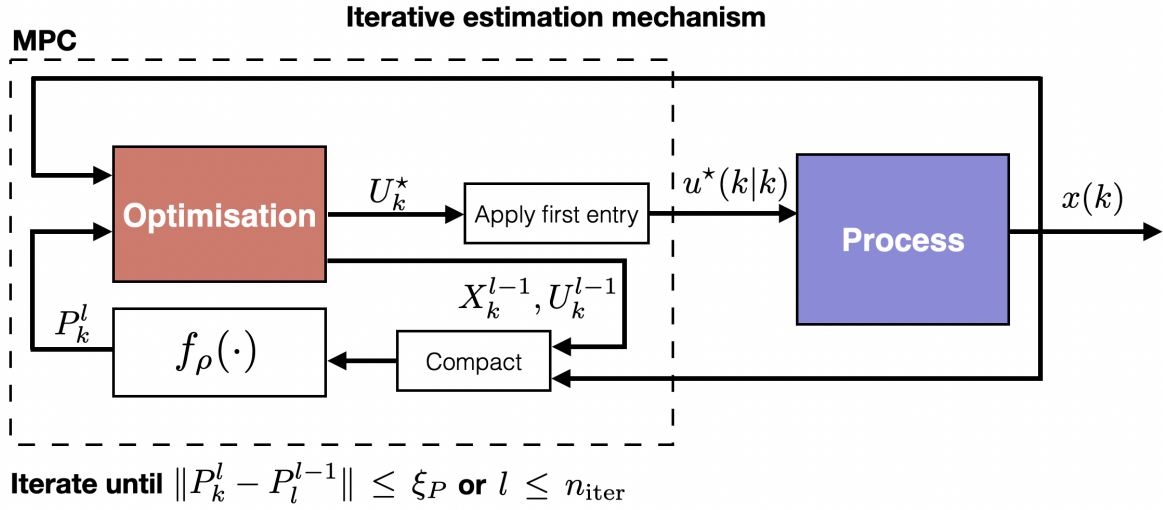 Iterative estimation mechanism
MPC
Optimisation
U_k^⋆
Apply first entry
u^⋆(k|k)
Process
x(k)
X_k^{l−1}, U_k^{l−1}
P_k^l
f_ρ(·)
Compact
Iterate until ‖P_k^l − P_l^{l−1}‖ ≤ ξ_P or l ≤ n_iter